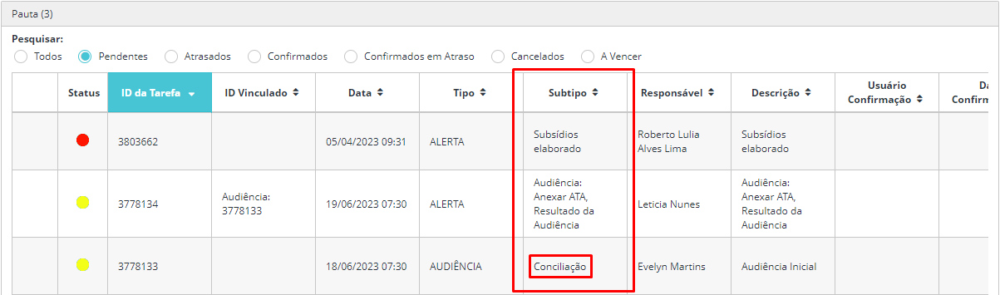 Pauta (3)
Pesquisar:
Todos Pendentes Atrasados Confirmados Confirmados em Atraso Cancelados A Vencer
Status ID da Tarefa ID Vinculado Data Tipo Subtipo Responsável Descrição Usuário Confirmação Da Confirm
3803662 05/04/2023 09:31 ALERTA Subsídios elaborado Roberto Lulia Alves Lima Subsídios elaborado
3778134 Audiência: 3778133 19/06/2023 07:30 ALERTA Audiência: Anexar ATA, Resultado da Audiência Leticia Nunes Audiência: Anexar ATA, Resultado da Audiência
3778133 18/06/2023 07:30 AUDIÊNCIA Conciliação Evelyn Martins Audiência Inicial